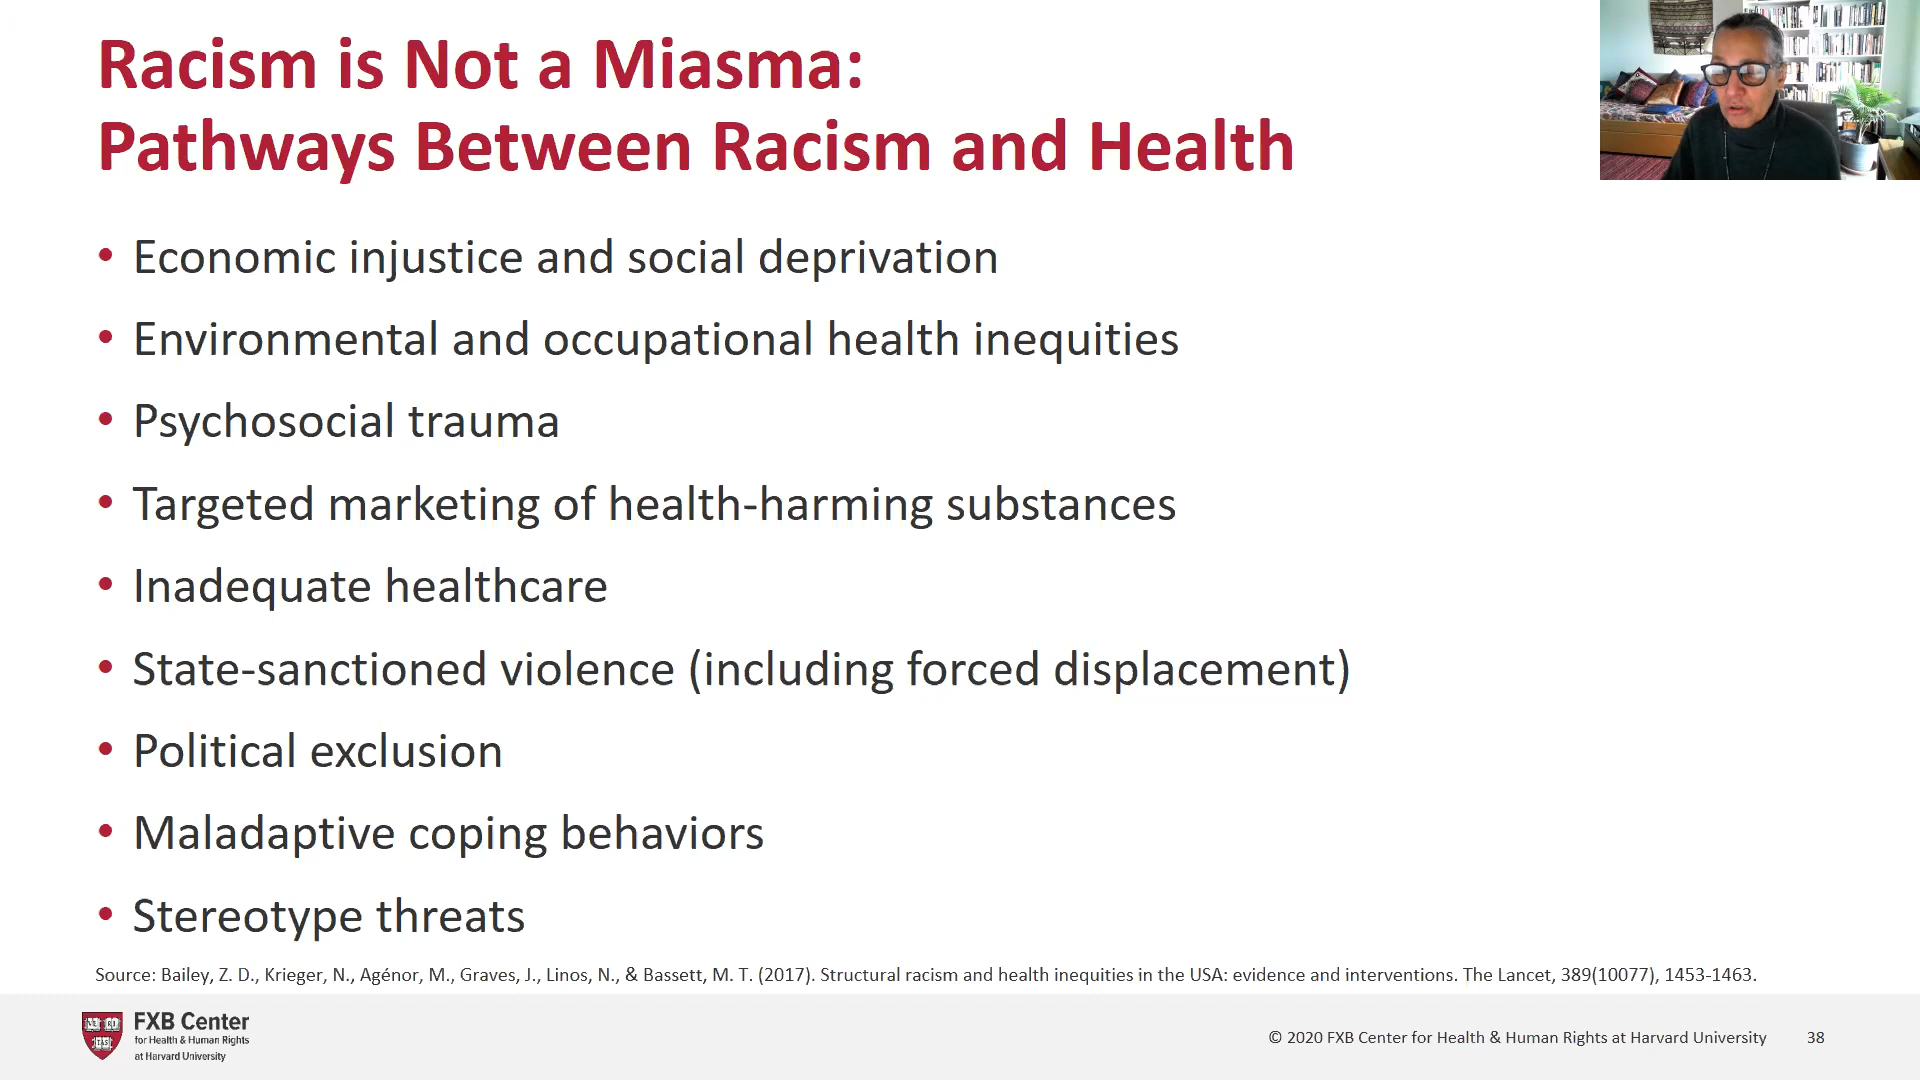 Racism is Not a Miasma:
Pathways Between Racism and Health
• Economic injustice and social deprivation
• Environmental and occupational health inequities
• Psychosocial trauma
• Targeted marketing of health-harming substances
• Inadequate healthcare
• State-sanctioned violence (including forced displacement)
• Political exclusion
• Maladaptive coping behaviors
• Stereotype threats
Source: Bailey, Z. D., Krieger, N., Agénor, M., Graves, J., Linos, N., & Bassett, M. T. (2017). Structural racism and health inequities in the USA: evidence and interventions. The Lancet, 389(10077), 1453-1463.
VE RI
TAS
FXB Center
for Health & Human Rights
at Harvard University
© 2020 FXB Center for Health & Human Rights at Harvard University 38